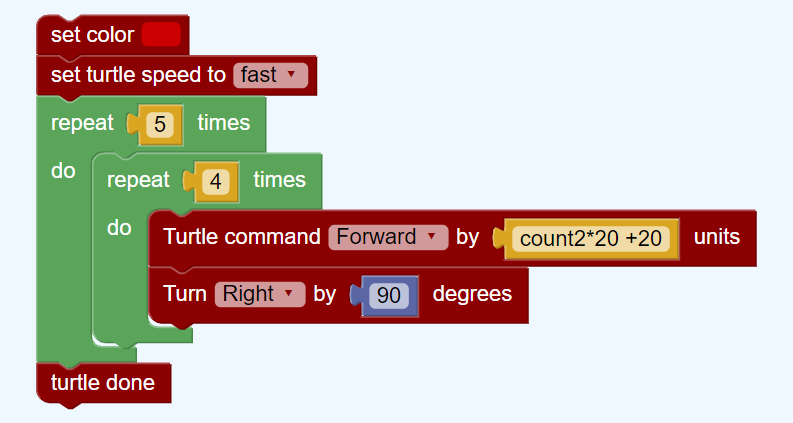 set color
set turtle speed to fast
repeat 5 times
do
repeat 4 times
do
Turtle command Forward by count2*20 +20 units
Turn Right by 90 degrees
turtle done